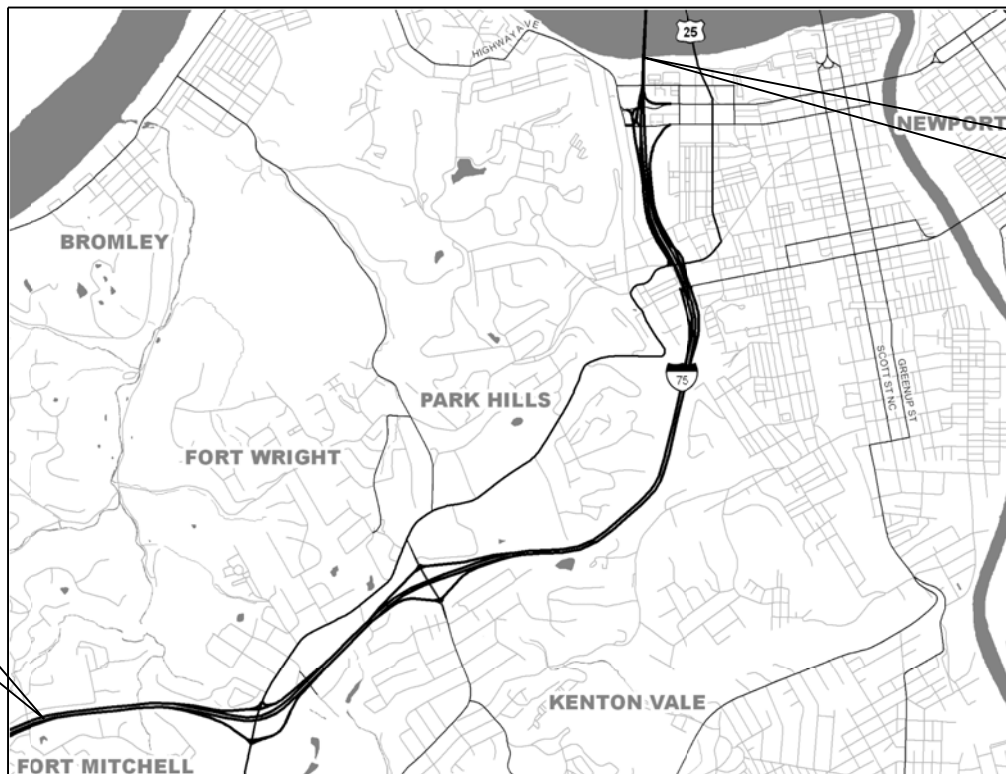 HIGHWAY AVE
25
NEWPORT
BROMLEY
SCOTT ST NC
GREENUP ST
75
PARK HILLS
FORT WRIGHT
KENTON VALE
FORT MITCHELL